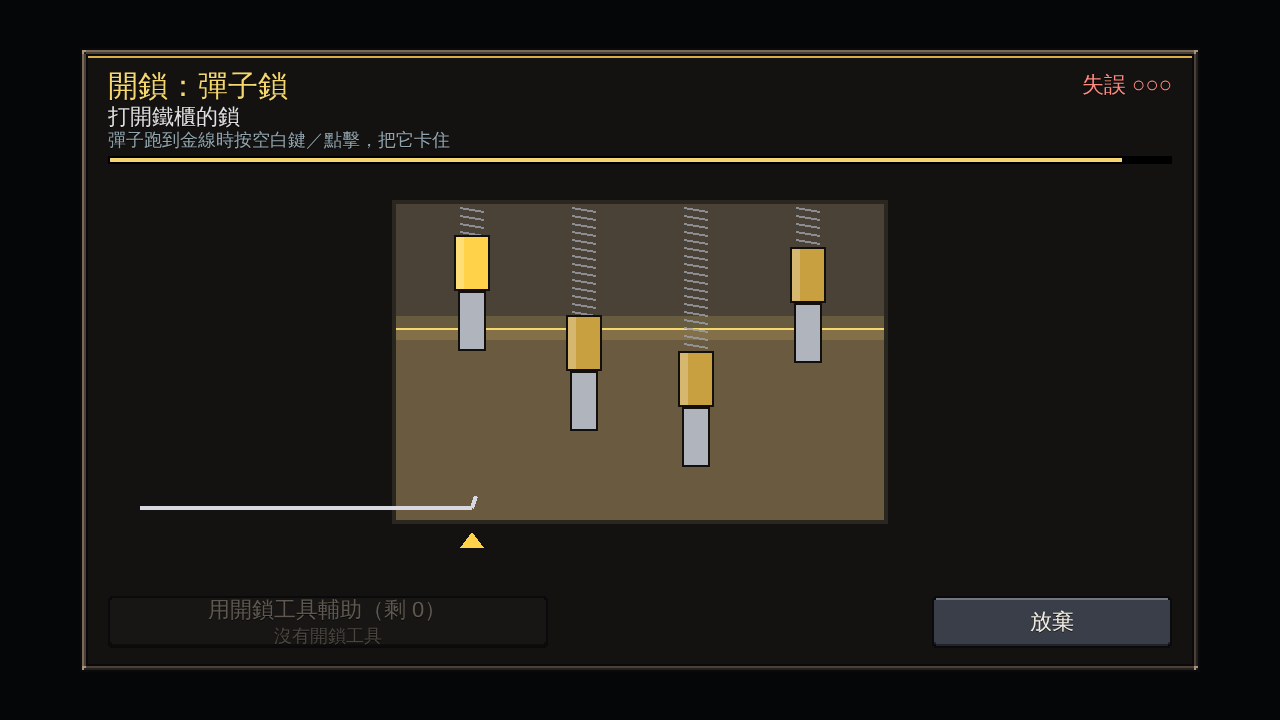 開鎖：彈子鎖
失誤 ○○○
打開鐵櫃的鎖
彈子跑到金線時按空白鍵／點擊，把它卡住
用開鎖工具輔助（剩 0）
沒有開鎖工具
放棄